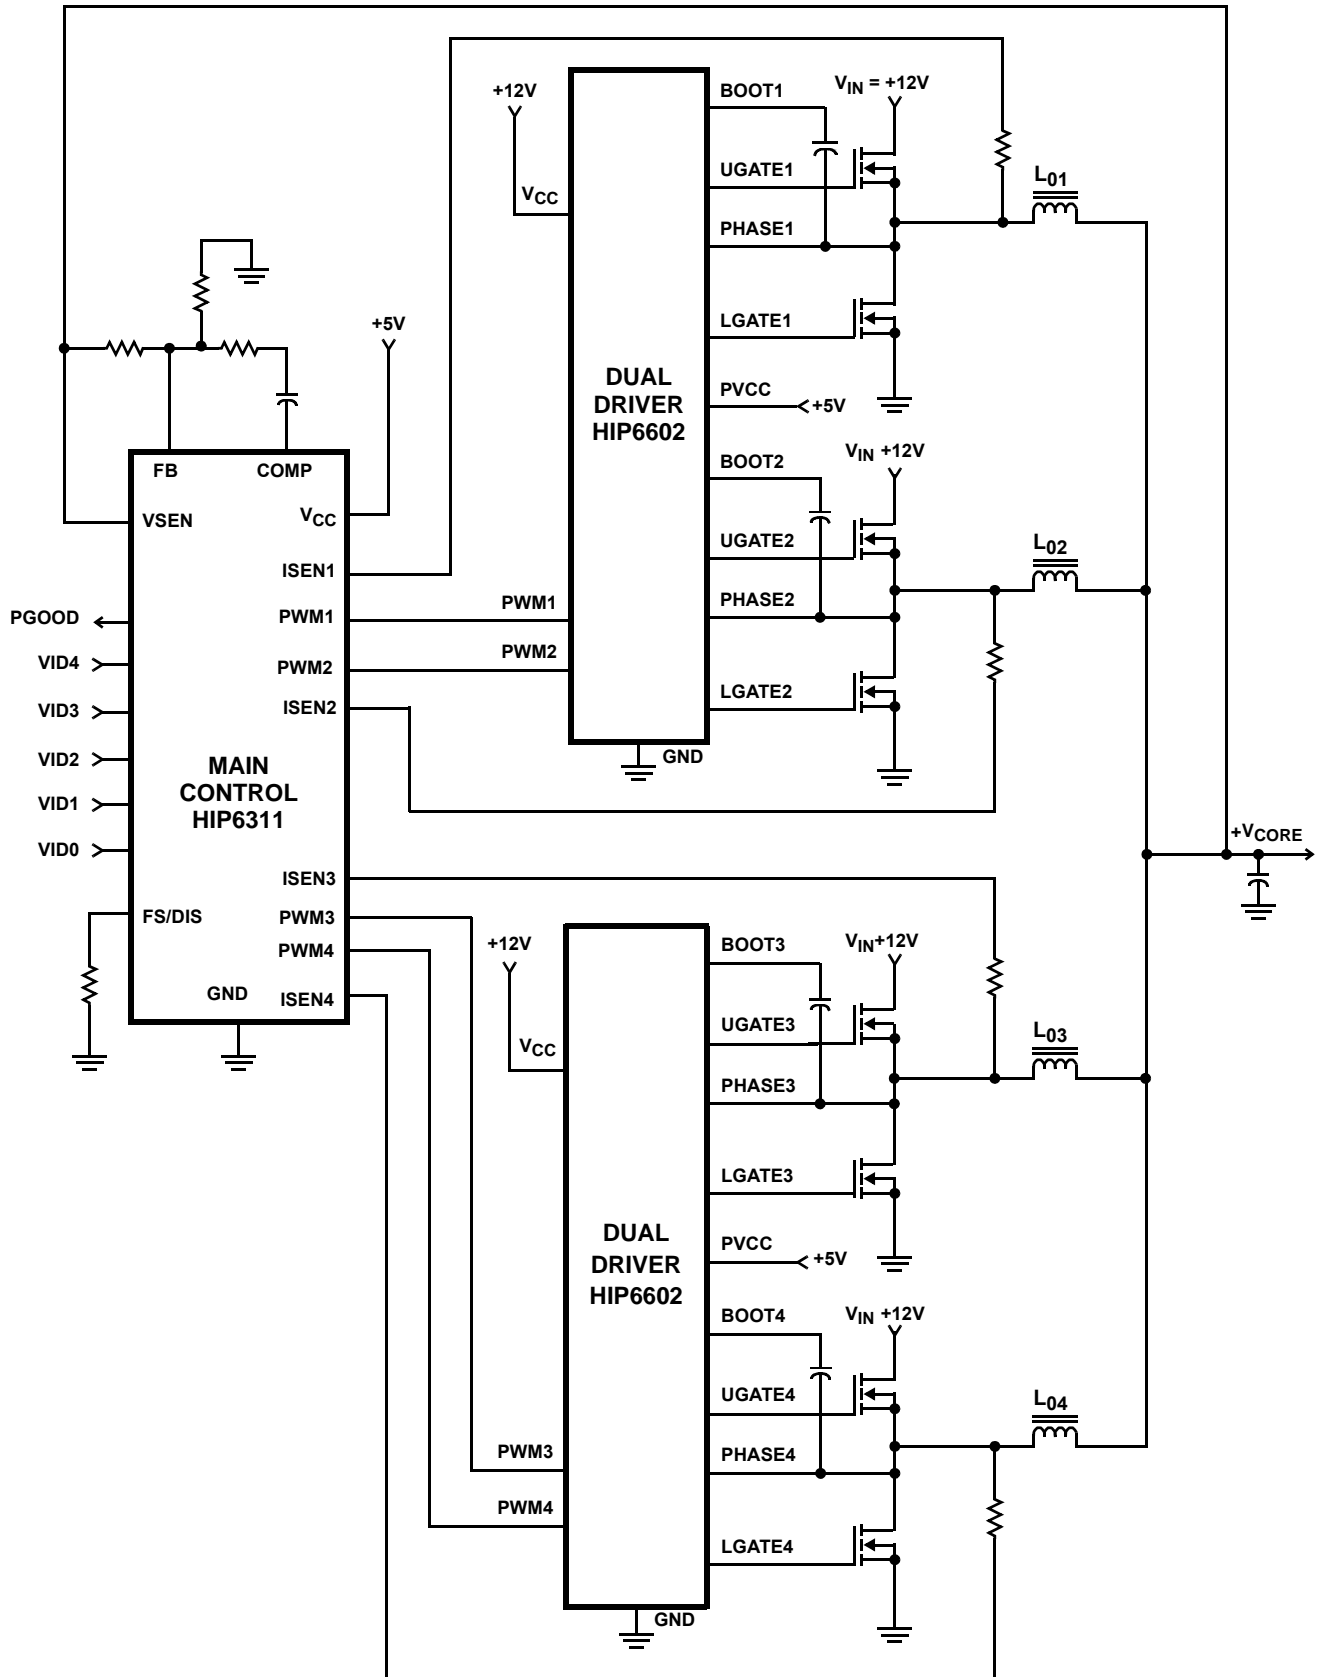 +12V
BOOT1
V_IN = +12V
UGATE1
V_CC
L_01
PHASE1
+5V
LGATE1
DUAL
DRIVER
HIP6602
PVCC
+5V
BOOT2
V_IN +12V
FB
COMP
VSEN
V_CC
UGATE2
L_02
ISEN1
PHASE2
PGOOD
PWM1
PWM1
VID4
PWM2
PWM2
LGATE2
VID3
ISEN2
GND
VID2
MAIN
CONTROL
HIP6311
VID1
VID0
+V_CORE
ISEN3
FS/DIS
PWM3
PWM4
GND
ISEN4
+12V
BOOT3
V_IN+12V
UGATE3
V_CC
L_03
PHASE3
LGATE3
DUAL
DRIVER
HIP6602
PVCC
+5V
BOOT4
V_IN +12V
UGATE4
L_04
PWM3
PHASE4
PWM4
LGATE4
GND